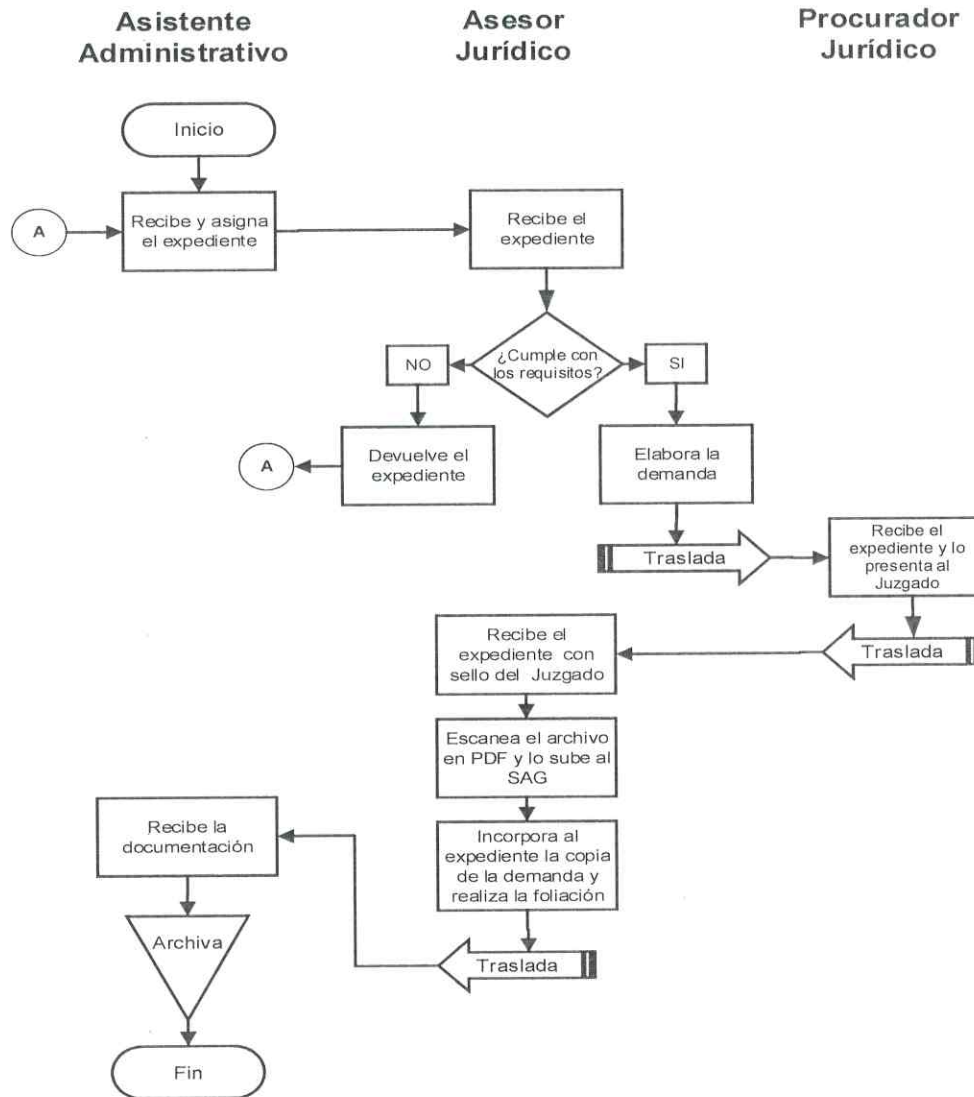 Asistente
Administrativo
Asesor
Jurídico
Procurador
Jurídico
Inicio
A
Recibe y asigna
el expediente
Recibe el
expediente
¿Cumple con
los requisitos?
NO
SI
A
Devuelve el
expediente
Elabora la
demanda
Traslada
Recibe el
expediente y lo
presenta al
Juzgado
Traslada
Recibe el
expediente con
sello del Juzgado
Escanea el archivo
en PDF y lo sube al
SAG
Incorpora al
expediente la copia
de la demanda y
realiza la foliación
Traslada
Recibe la
documentación
Archiva
Fin